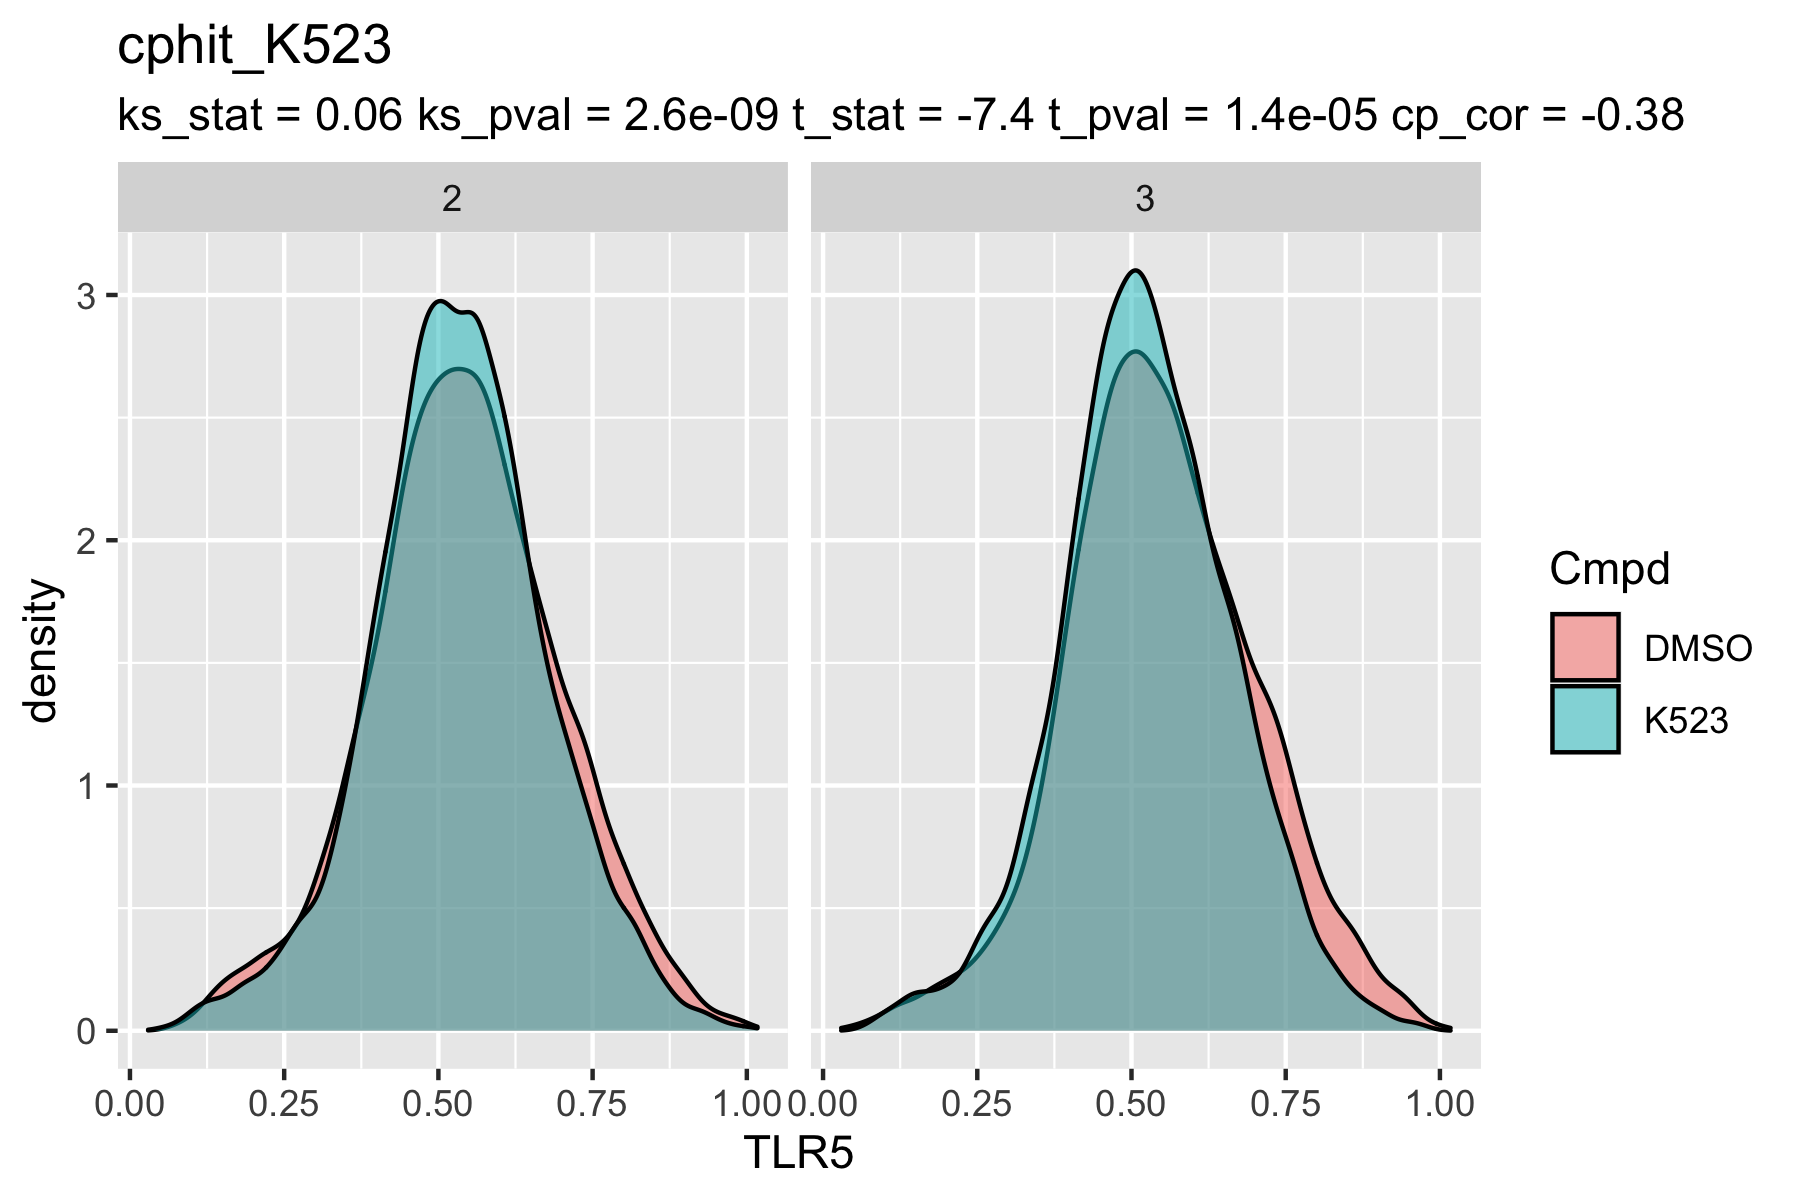 cphit_K523
ks_stat = 0.06 ks_pval = 2.6e-09 t_stat = -7.4 t_pval = 1.4e-05 cp_cor = -0.38
2
3
density
3
2
1
0
Cmpd
DMSO
K523
0.00 0.25 0.50 0.75 1.00 0.00 0.25 0.50 0.75 1.00
TLR5